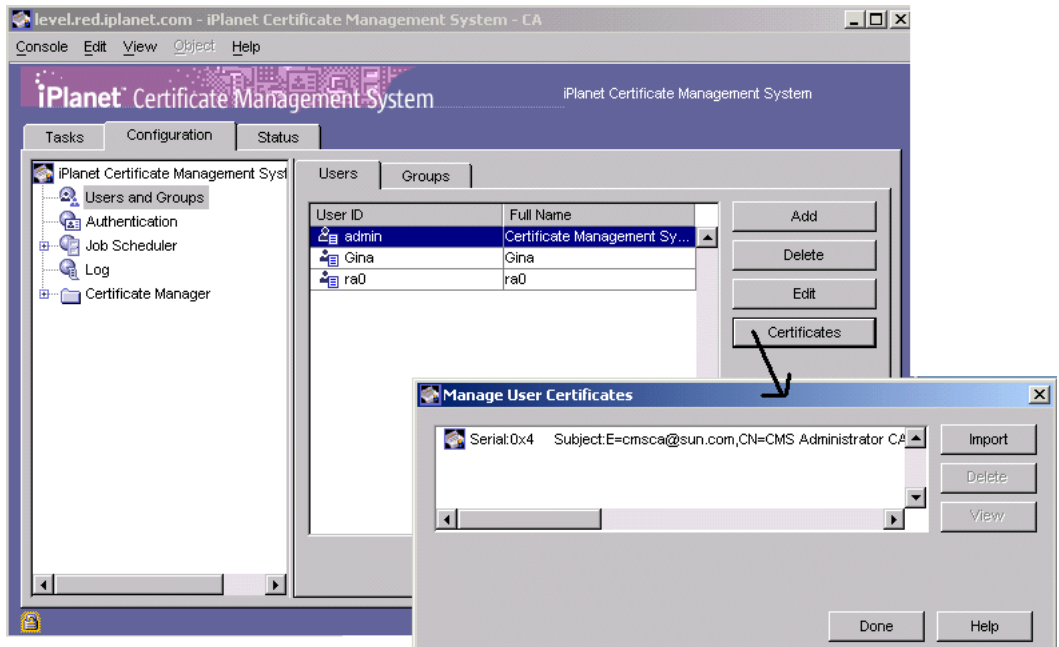 level.red.iplanet.com - iPlanet Certificate Management System - CA
Console Edit View Object Help
iPlanet Certificate Management System
iPlanet Certificate Management System
Tasks Configuration Status
iPlanet Certificate Management Syst
Users and Groups
Authentication
Job Scheduler
Log
Certificate Manager
Users Groups
User ID Full Name
admin Certificate Management Sy...
Gina Gina
ra0 ra0
Add
Delete
Edit
Certificates
Manage User Certificates
Serial:0x4 Subject:E=cmsca@sun.com,CN=CMS Administrator CA
Import
Delete
View
Done Help